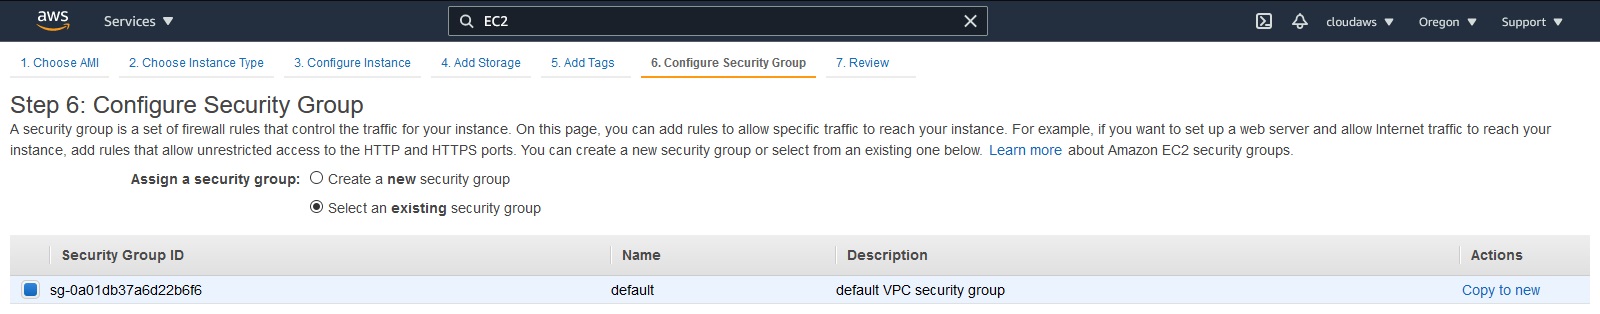 aws Services EC2 cloudaws Oregon Support
1. Choose AMI 2. Choose Instance Type 3. Configure Instance 4. Add Storage 5. Add Tags 6. Configure Security Group 7. Review
Step 6: Configure Security Group
A security group is a set of firewall rules that control the traffic for your instance. On this page, you can add rules to allow specific traffic to reach your instance. For example, if you want to set up a web server and allow Internet traffic to reach your
instance, add rules that allow unrestricted access to the HTTP and HTTPS ports. You can create a new security group or select from an existing one below. Learn more about Amazon EC2 security groups.
Assign a security group: Create a new security group
Select an existing security group
Security Group ID Name Description Actions
sg-0a01db37a6d22b6f6 default default VPC security group Copy to new